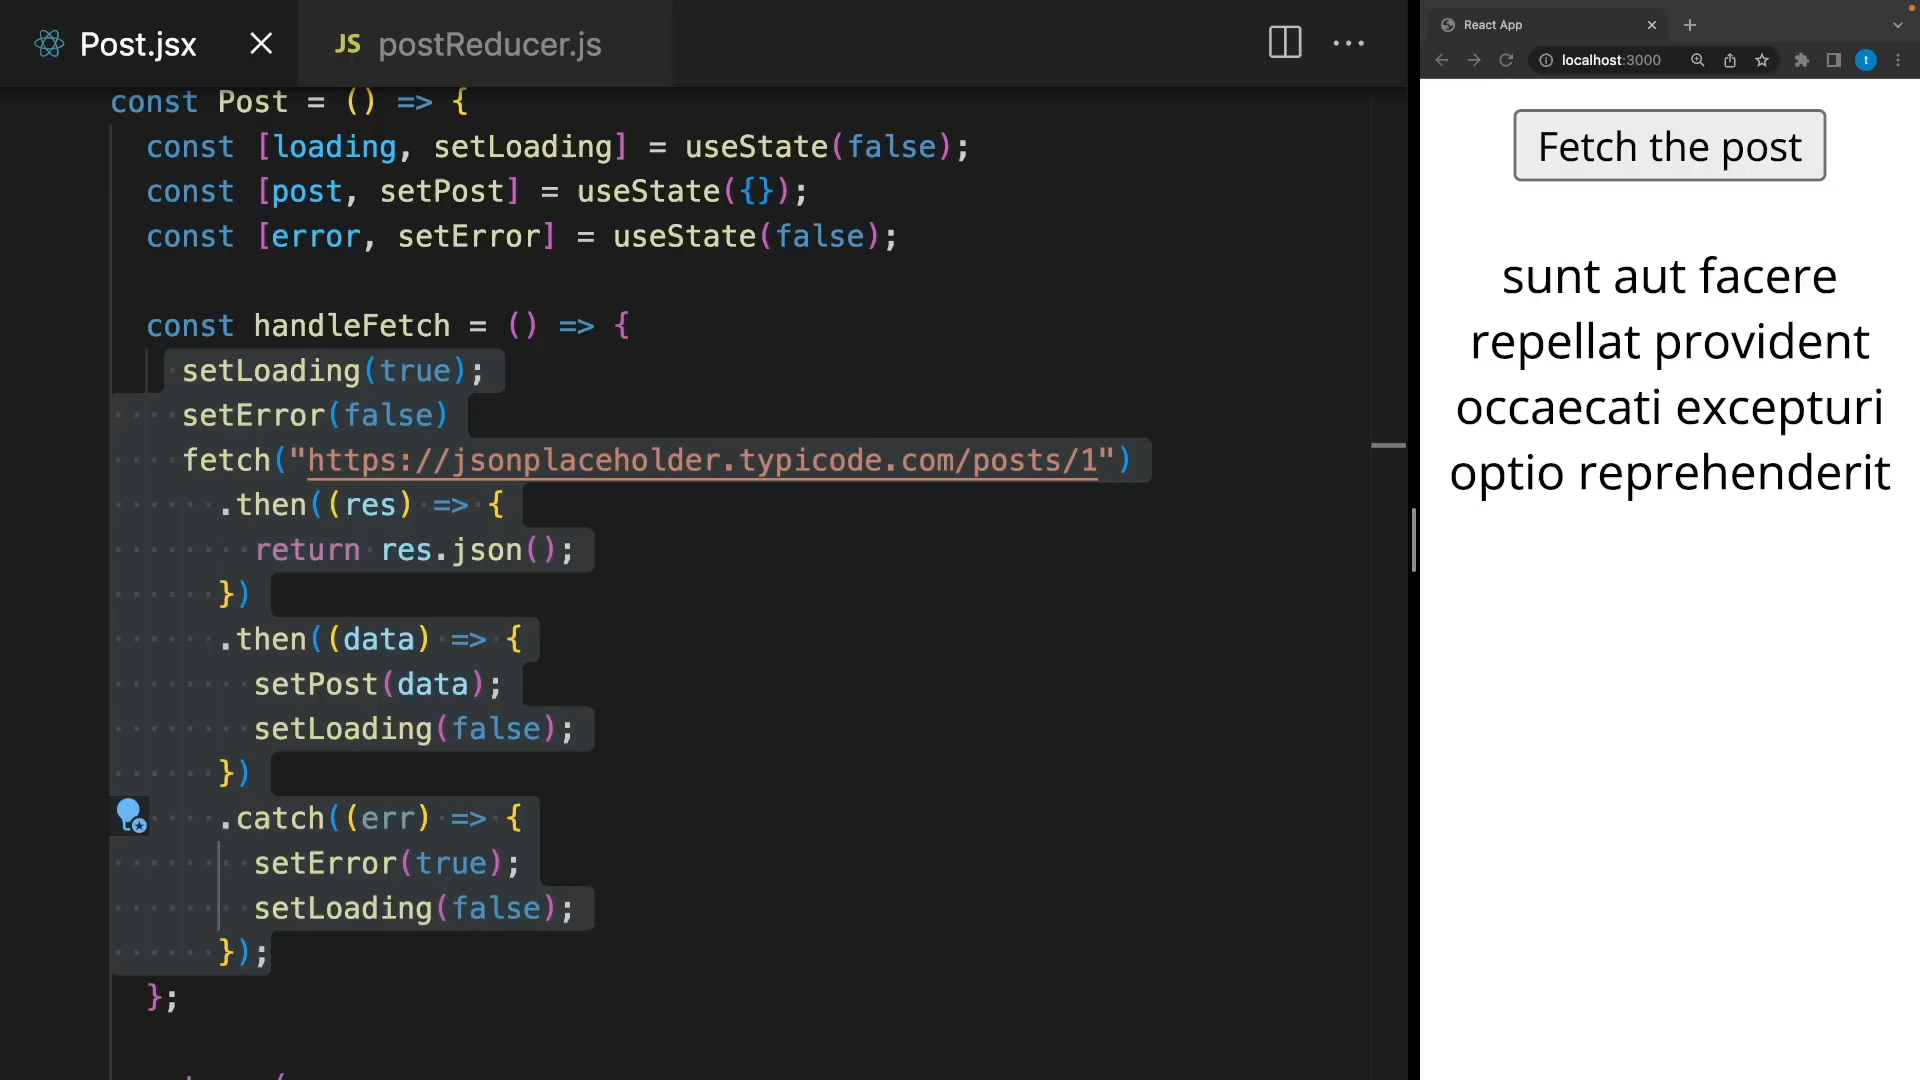 Post.jsx
JS postReducer.js
const Post = () => {
const [loading, setLoading] = useState(false);
const [post, setPost] = useState({});
const [error, setError] = useState(false);
const handleFetch = () => {
setLoading(true);
setError(false)
fetch("https://jsonplaceholder.typicode.com/posts/1")
.then((res) => {
return res.json();
})
.then((data) => {
setPost(data);
setLoading(false);
})
.catch((err) => {
setError(true);
setLoading(false);
});
};
React App
localhost:3000
t
Fetch the post
sunt aut facere
repellat provident
occaecati excepturi
optio reprehenderit